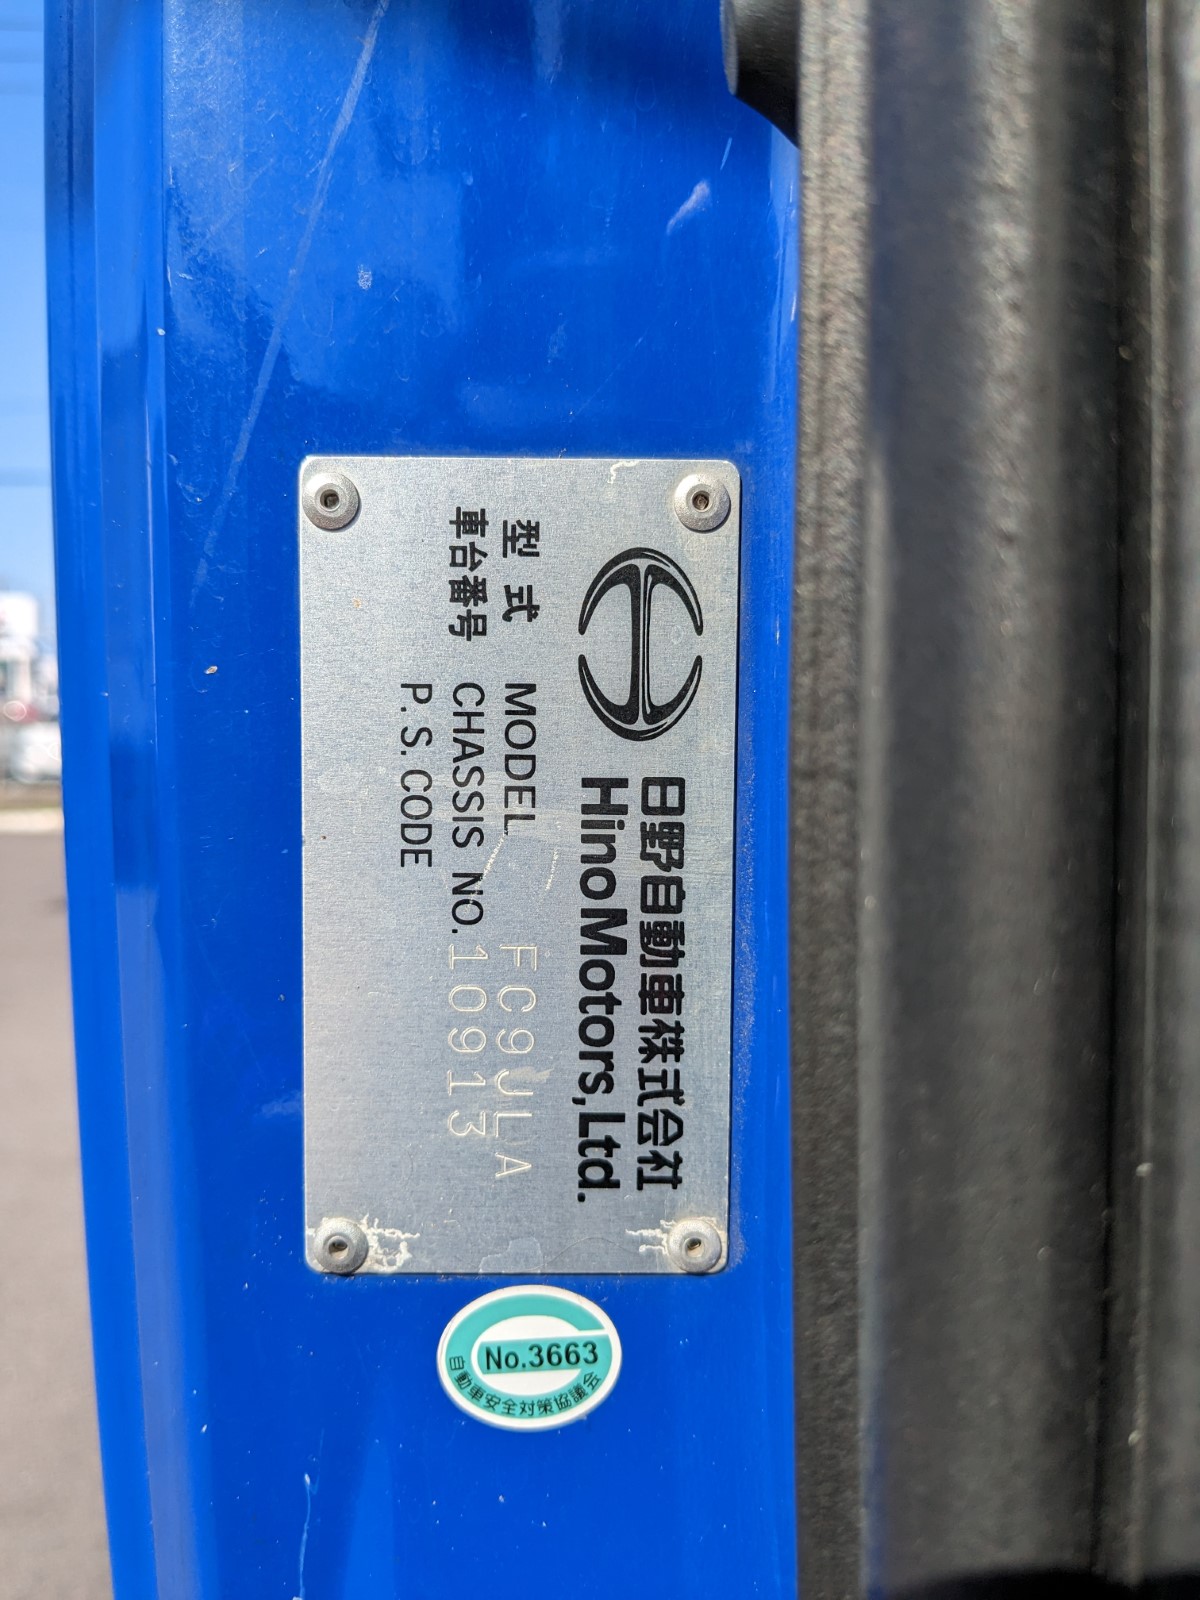 日野自動車株式会社
HinoMotors,Ltd.
型式 MODEL FC9JLA
車台番号 CHASSIS NO. 10913
P.S.CODE
No.3663
自動車安全対策協議会